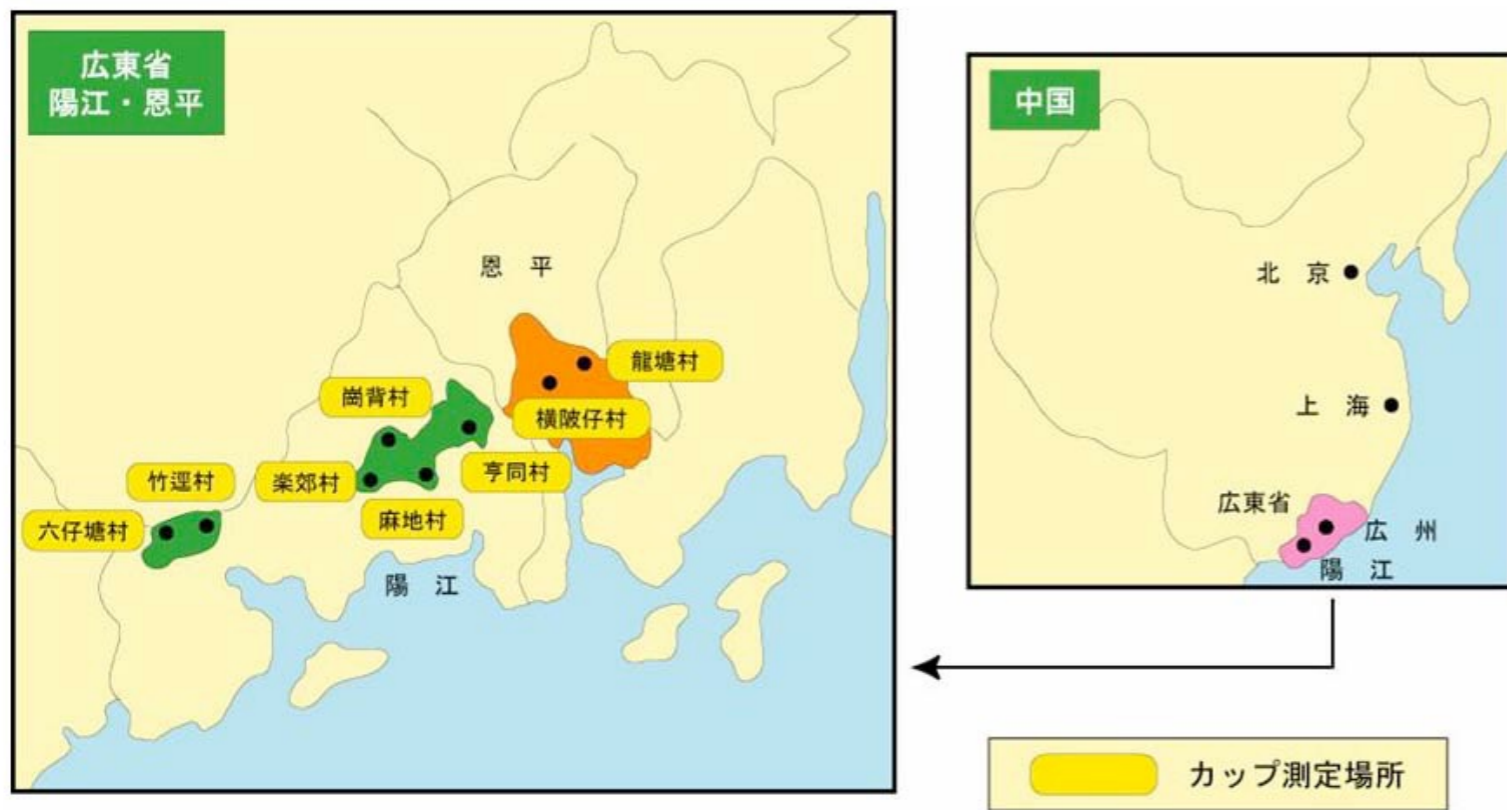 広東省
陽江・恩平
恩 平
龍塘村
崗背村
横陂仔村
竹逕村
楽郊村
亨同村
六仔塘村
麻地村
陽 江
中国
北 京
上 海
広東省
広 州
陽 江
カップ測定場所